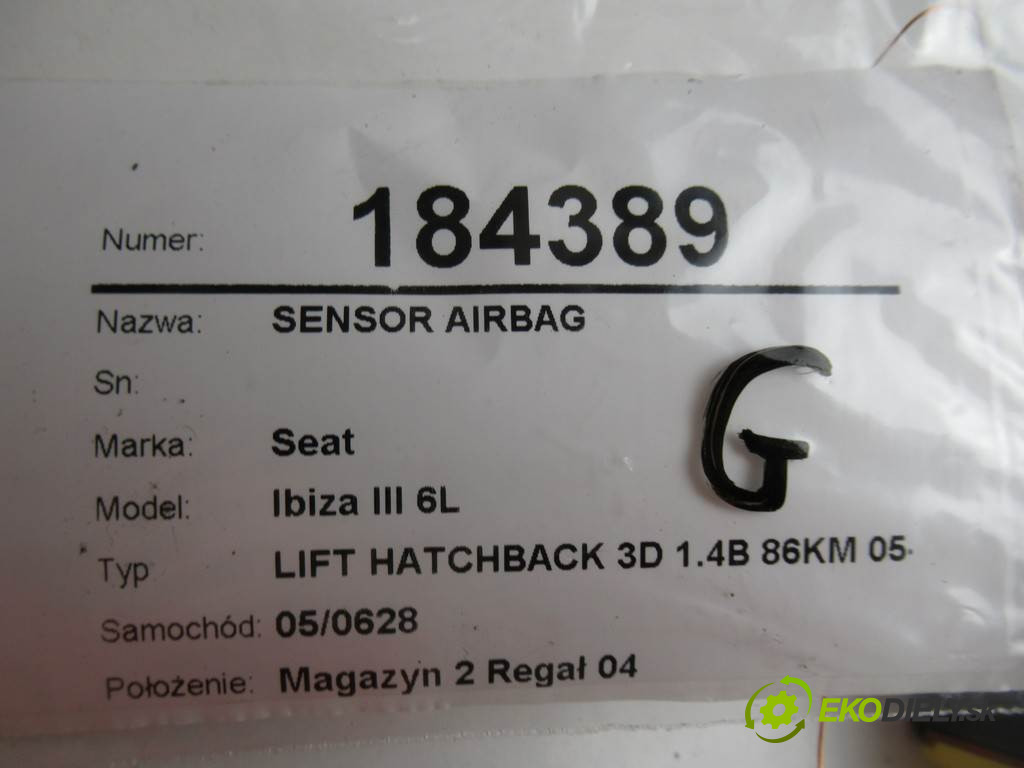 Numer: 184389
Nazwa: SENSOR AIRBAG
Sn:
G
Marka: Seat
Model: Ibiza III 6L
Typ LIFT HATCHBACK 3D 1.4B 86KM 05-
Samochód: 05/0628
Położenie: Magazyn 2 Regał 04
EKODIELY.SK